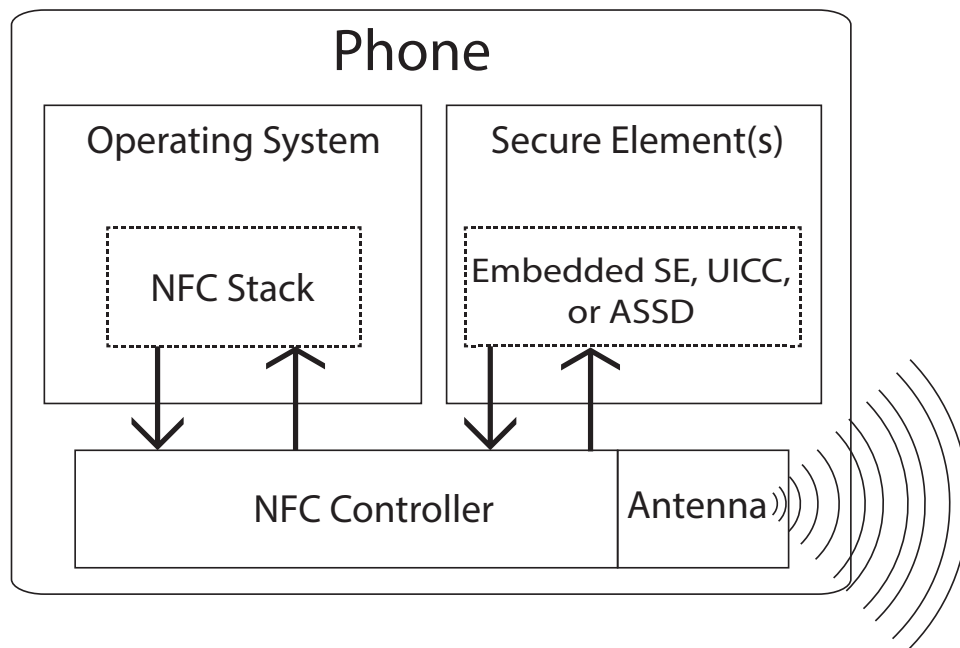 Phone
Operating System
NFC Stack
Secure Element(s)
Embedded SE, UICC,
or ASSD
NFC Controller
Antenna